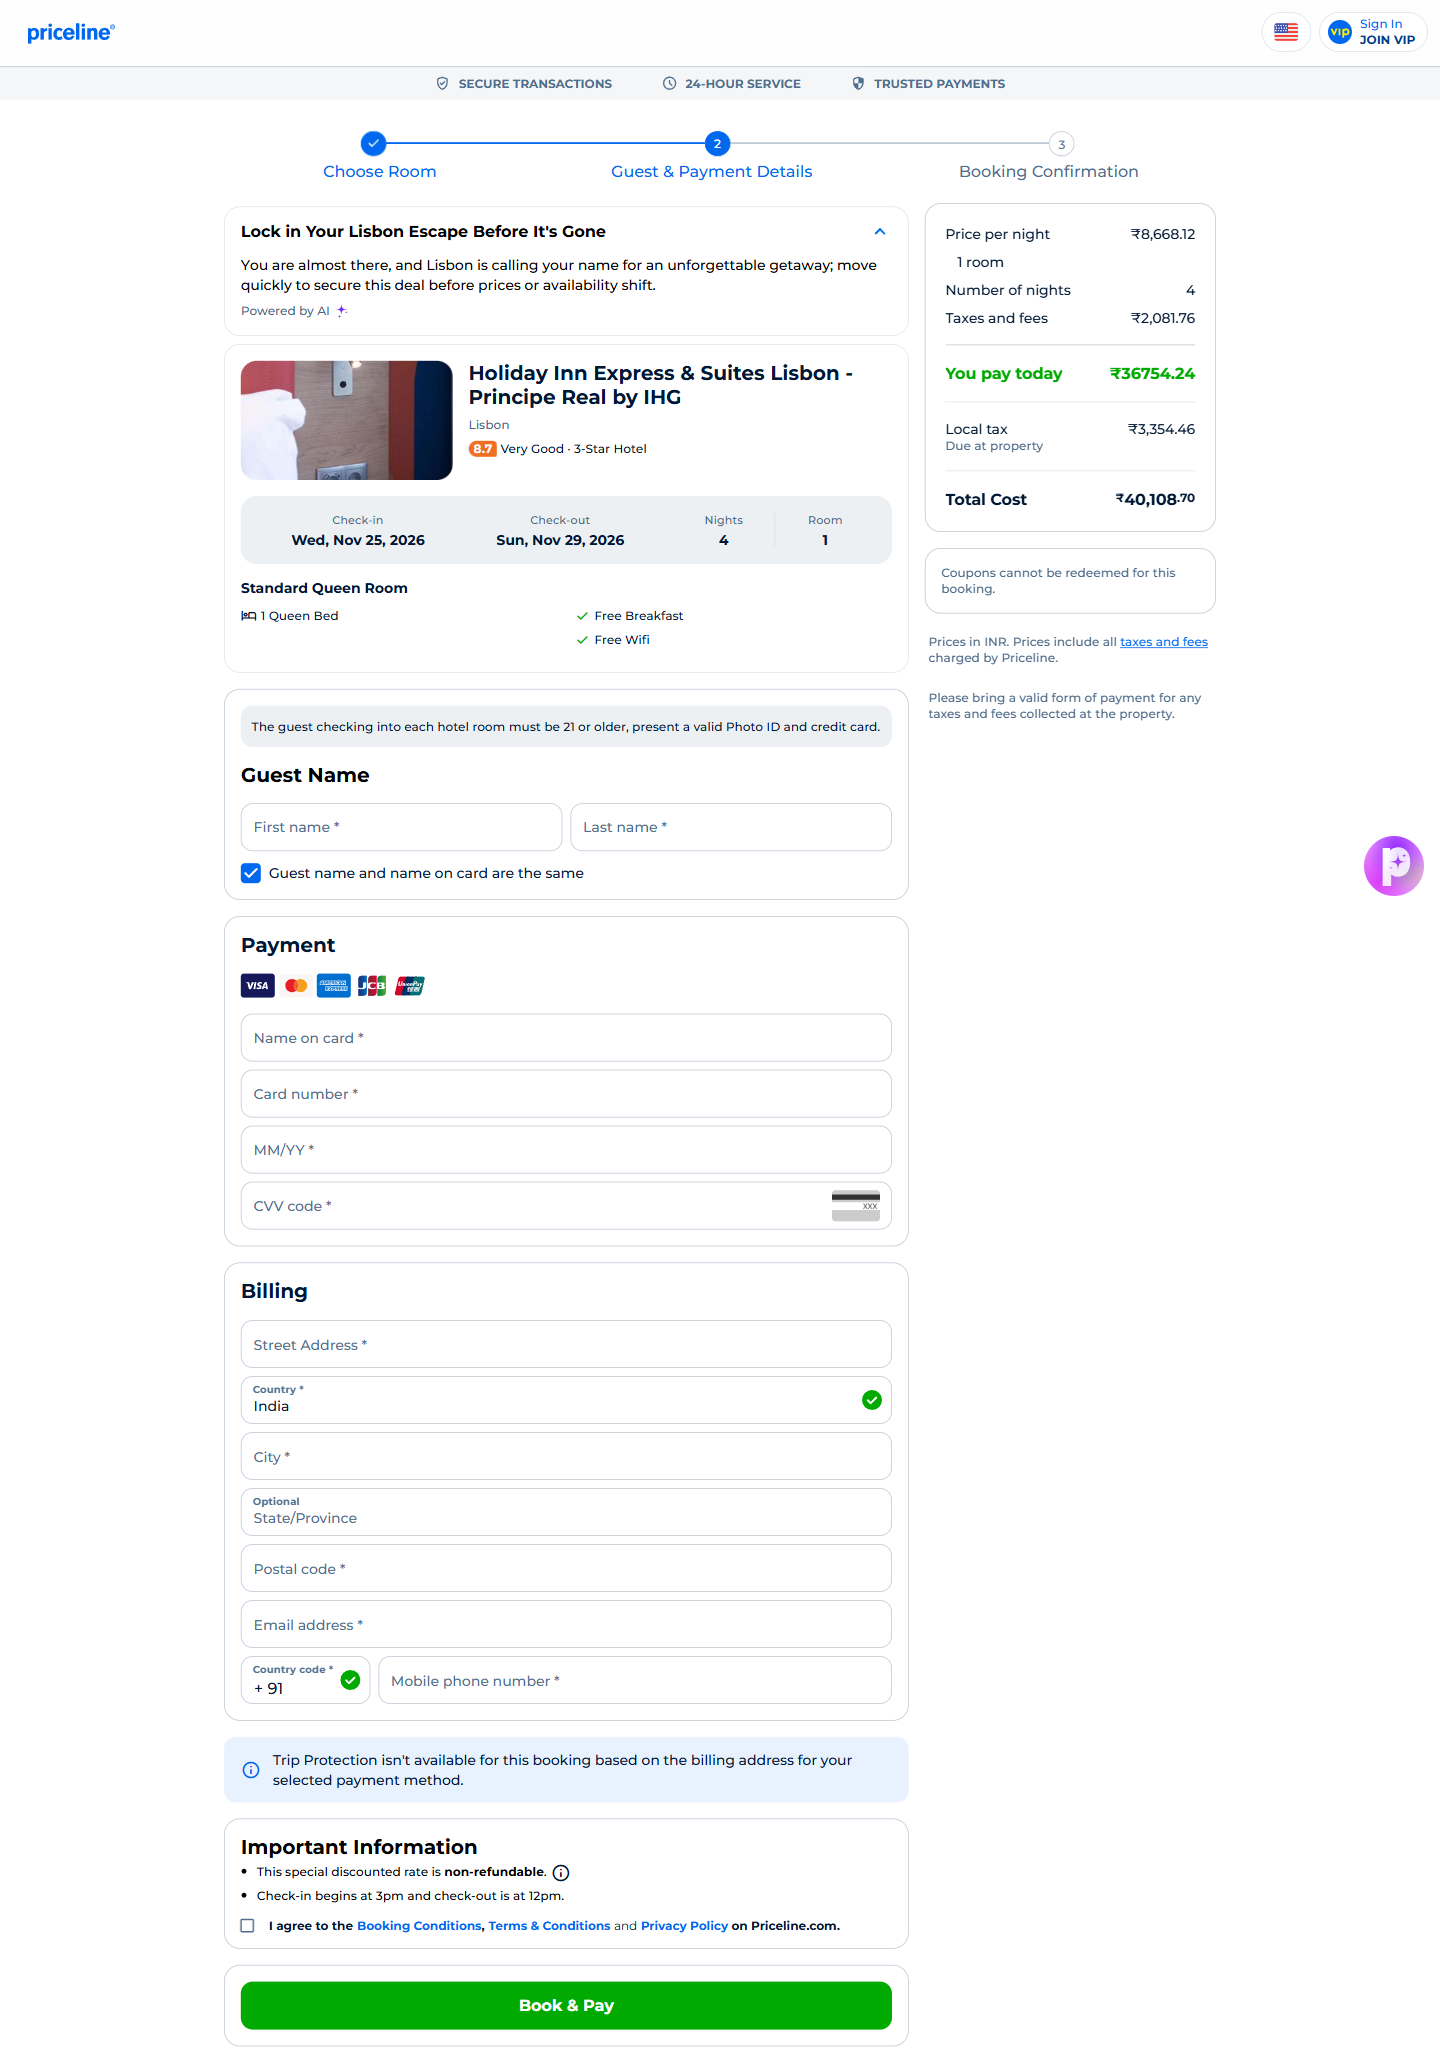 priceline®
Sign In
JOIN VIP
vip
SECURE TRANSACTIONS
24-HOUR SERVICE
TRUSTED PAYMENTS
2
3
Choose Room
Guest & Payment Details
Booking Confirmation
Lock in Your Lisbon Escape Before It's Gone
You are almost there, and Lisbon is calling your name for an unforgettable getaway; move
quickly to secure this deal before prices or availability shift.
Powered by AI
Holiday Inn Express & Suites Lisbon -
Principe Real by IHG
Lisbon
8.7 Very Good · 3-Star Hotel
Check-in
Wed, Nov 25, 2026
Check-out
Sun, Nov 29, 2026
Nights
4
Room
1
Standard Queen Room
1 Queen Bed
Free Breakfast
Free Wifi
Price per night ₹8,668.12
1 room
Number of nights 4
Taxes and fees ₹2,081.76
You pay today ₹36754.24
Local tax ₹3,354.46
Due at property
Total Cost ₹40,108.70
Coupons cannot be redeemed for this
booking.
Prices in INR. Prices include all taxes and fees
charged by Priceline.
Please bring a valid form of payment for any
taxes and fees collected at the property.
The guest checking into each hotel room must be 21 or older, present a valid Photo ID and credit card.
Guest Name
First name *
Last name *
Guest name and name on card are the same
p
Payment
VISA
AMERICAN EXPRESS
JCB
UnionPay
银联
Name on card *
Card number *
MM/YY *
CVV code *
XXX
Billing
Street Address *
Country *
India
City *
Optional
State/Province
Postal code *
Email address *
Country code *
+ 91
Mobile phone number *
Trip Protection isn't available for this booking based on the billing address for your
selected payment method.
Important Information
• This special discounted rate is non-refundable.
• Check-in begins at 3pm and check-out is at 12pm.
I agree to the Booking Conditions, Terms & Conditions and Privacy Policy on Priceline.com.
Book & Pay